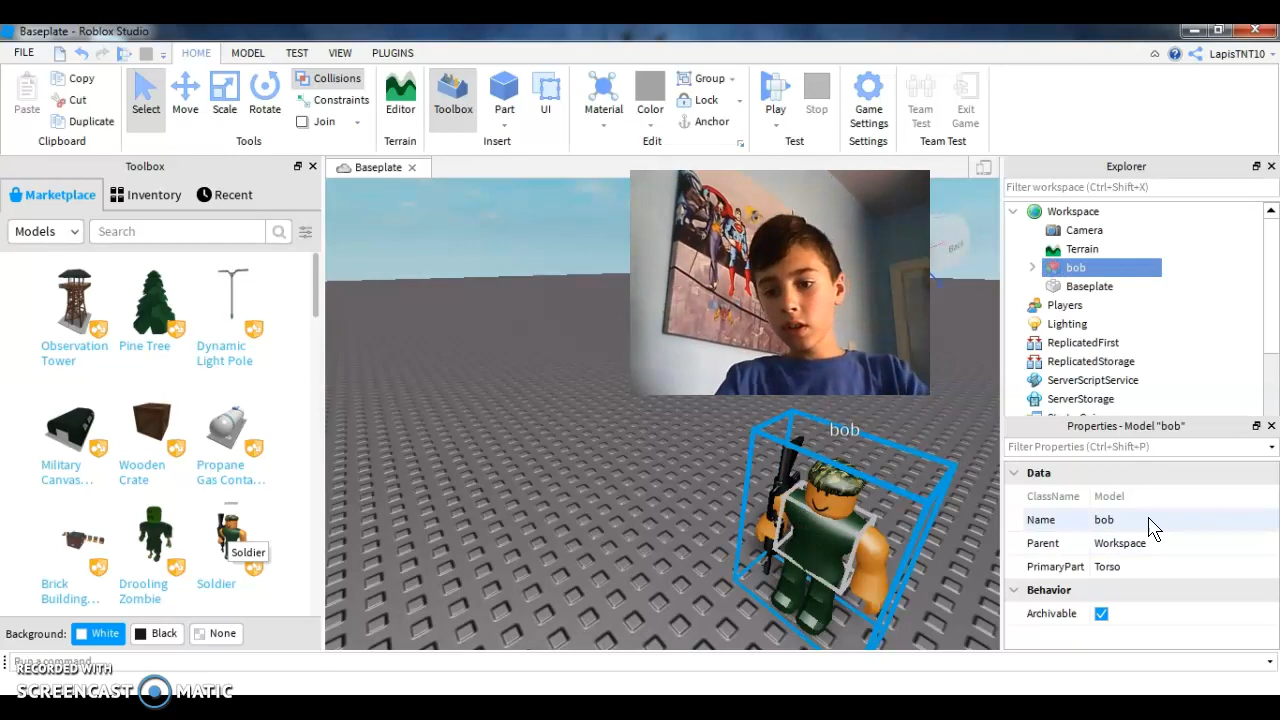 Baseplate - Roblox Studio
FILE
HOME
MODEL
TEST
VIEW
PLUGINS
LapisTNT10
Paste
Copy
Cut
Duplicate
Clipboard
Select
Move
Scale
Rotate
Collisions
Constraints
Join
Tools
Editor
Terrain
Toolbox
Part
UI
Insert
Material
Color
Group
Lock
Anchor
Edit
Play
Stop
Test
Game
Settings
Settings
Team
Test
Exit
Game
Team Test
Toolbox
Marketplace
Inventory
Recent
Models
Search
Observation
Tower
Pine Tree
Dynamic
Light Pole
Military
Canvas...
Wooden
Crate
Propane
Gas Conta...
Brick
Building...
Drooling
Zombie
Soldier
Soldier
Background:
White
Black
None
Baseplate
Back
bob
Explorer
Filter workspace (Ctrl+Shift+X)
Workspace
Camera
Terrain
bob
Baseplate
Players
Lighting
ReplicatedFirst
ReplicatedStorage
ServerScriptService
ServerStorage
Properties - Model "bob"
Filter Properties (Ctrl+Shift+P)
Data
ClassName Model
Name bob
Parent Workspace
PrimaryPart Torso
Behavior
Archivable
Run a command
RECORDED WITH
SCREENCAST MATIC